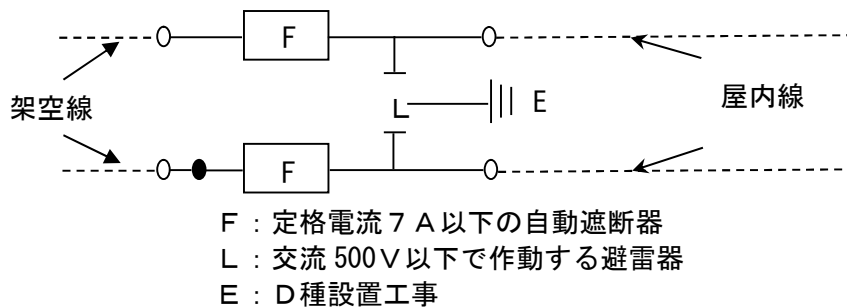 F
架空線
L
E
屋内線
F
F：定格電流７A以下の自動遮断器
L：交流500V以下で作動する避雷器
E：D種設置工事